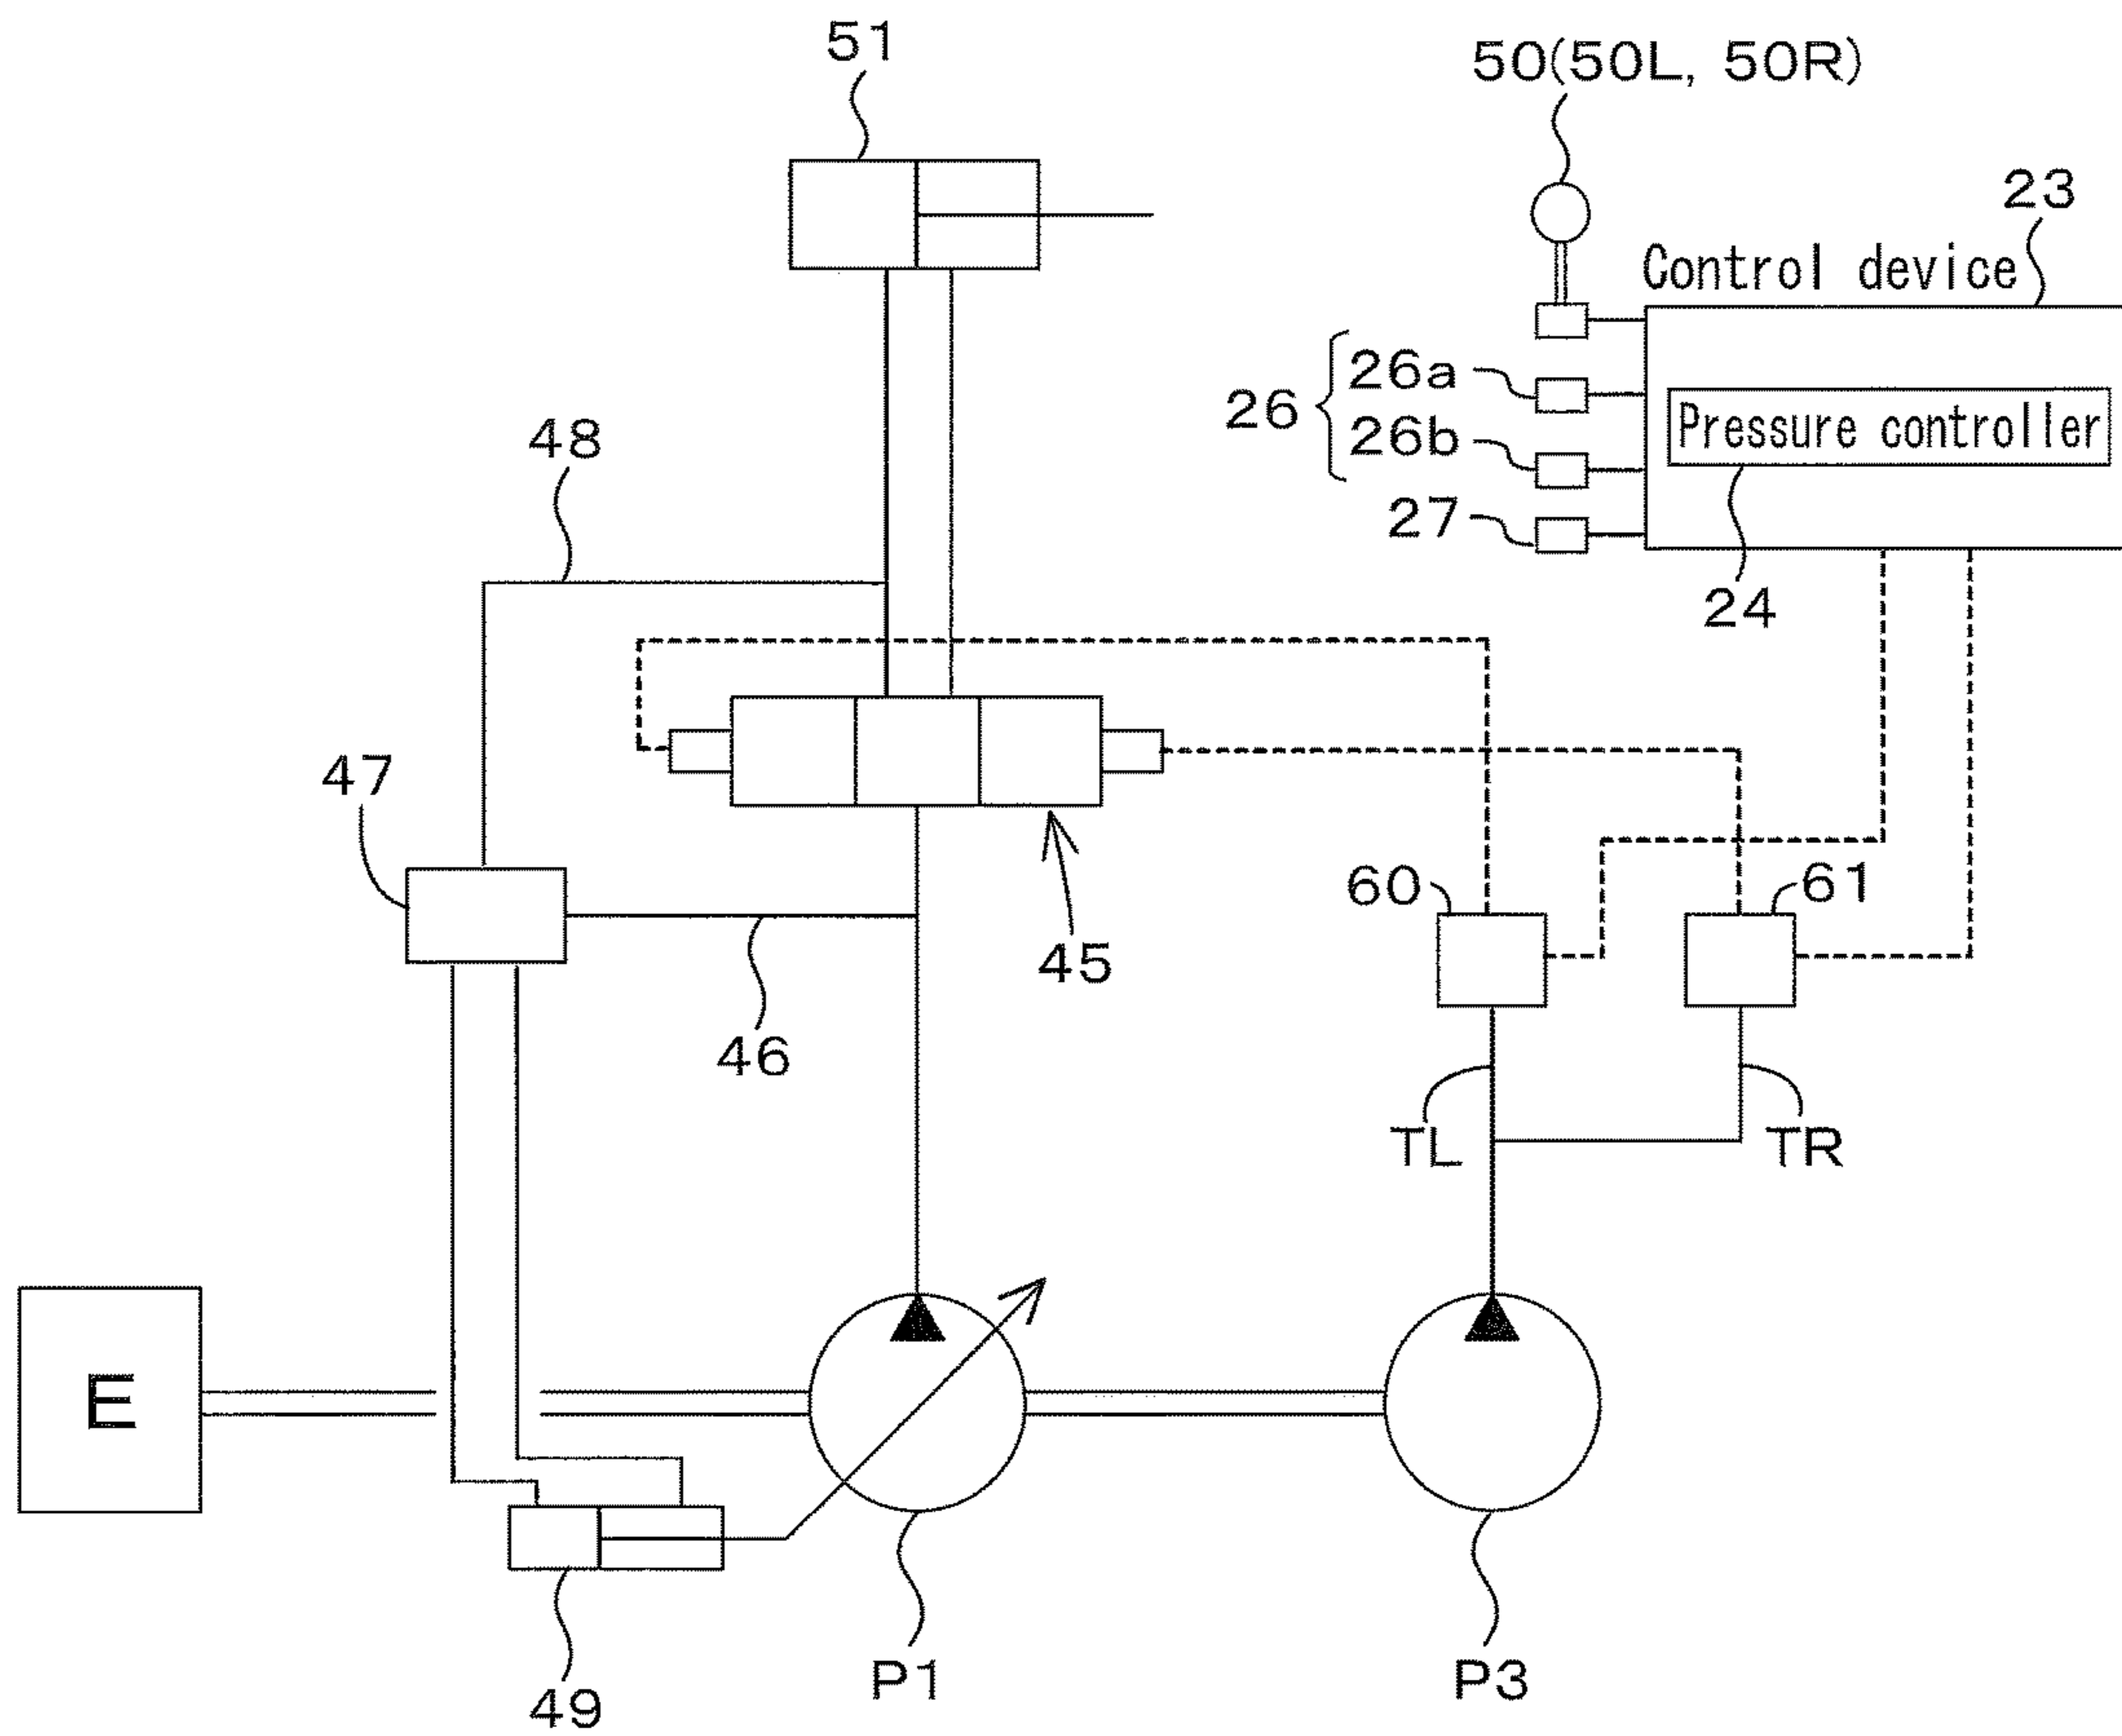 51
50(50L, 50R)
23
Control device
26
26a
26b
27
Pressure controller
24
48
47
45
46
60
61
TL
TR
E
49
P1
P3